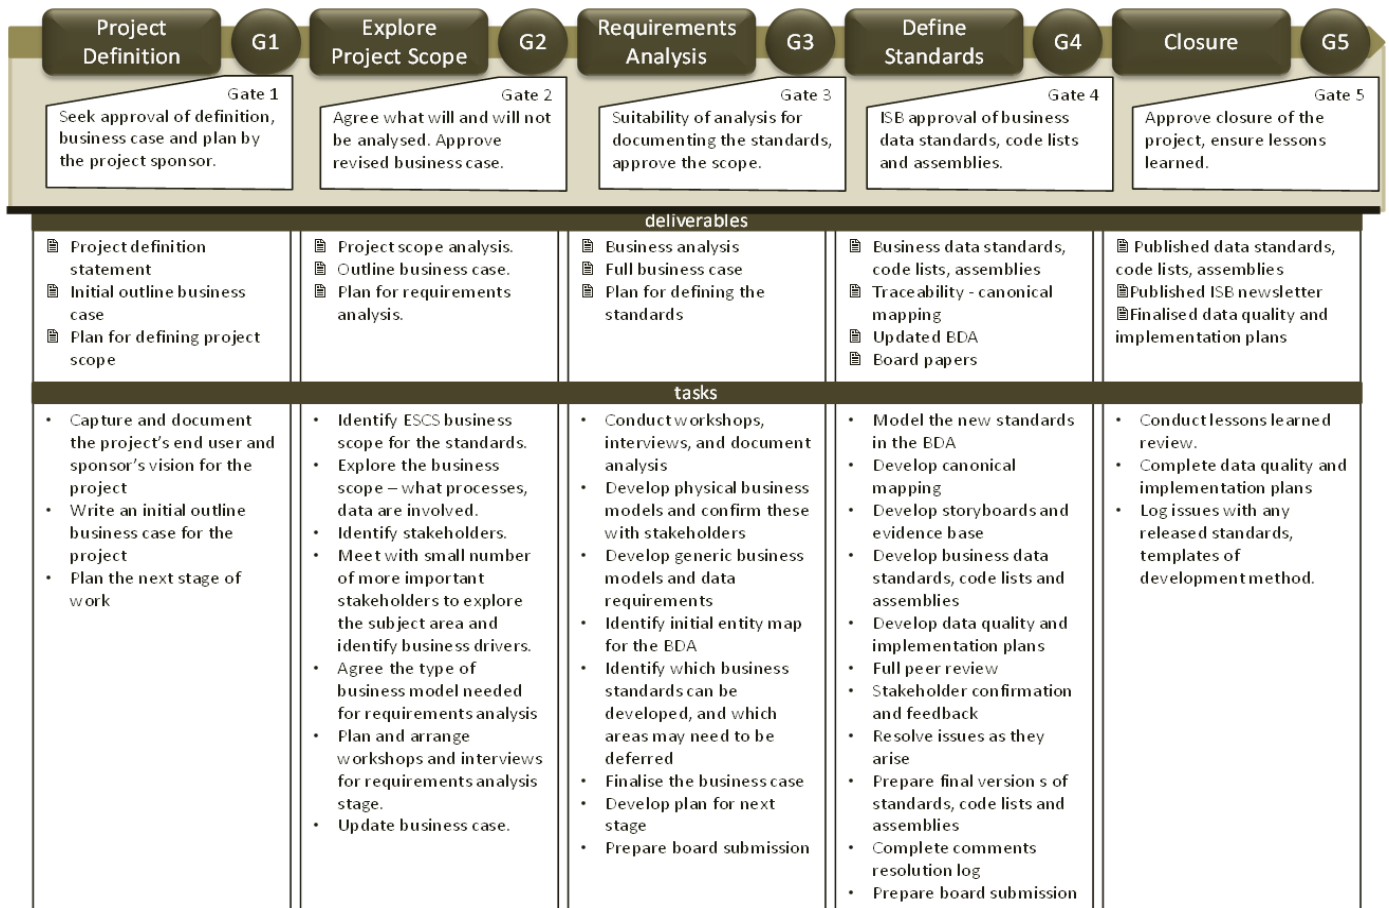 Project
Definition
G1
Explore
Project Scope
G2
Requirements
Analysis
G3
Define
Standards
G4
Closure
G5
Gate 1
Seek approval of definition,
business case and plan by
the project sponsor.
Gate 2
Agree what will and will not
be analysed. Approve
revised business case.
Gate 3
Suitability of analysis for
documenting the standards,
approve the scope.
Gate 4
ISB approval of business
data standards, code lists
and assemblies.
Gate 5
Approve closure of the
project, ensure lessons
learned.
deliverables
Project definition
statement
Initial outline business
case
Plan for defining project
scope
Project scope analysis.
Outline business case.
Plan for requirements
analysis.
Business analysis
Full business case
Plan for defining the
standards
Business data standards,
code lists, assemblies
Traceability - canonical
mapping
Updated BDA
Board papers
Published data standards,
code lists, assemblies
Published ISB newsletter
Finalised data quality and
implementation plans
tasks
• Capture and document
the project's end user and
sponsor's vision for the
project
• Write an initial outline
business case for the
project
• Plan the next stage of
work
• Identify ESCS business
scope for the standards.
• Explore the business
scope – what processes,
data are involved.
• Identify stakeholders.
• Meet with small number
of more important
stakeholders to explore
the subject area and
identify business drivers.
• Agree the type of
business model needed
for requirements analysis
• Plan and arrange
workshops and interviews
for requirements analysis
stage.
• Update business case.
• Conduct workshops,
interviews, and document
analysis
• Develop physical business
models and confirm these
with stakeholders
• Develop generic business
models and data
requirements
• Identify initial entity map
for the BDA
• Identify which business
standards can be
developed, and which
areas may need to be
deferred
• Finalise the business case
• Develop plan for next
stage
• Prepare board submission
• Model the new standards
in the BDA
• Develop canonical
mapping
• Develop storyboards and
evidence base
• Develop business data
standards, code lists and
assemblies
• Develop data quality and
implementation plans
• Full peer review
• Stakeholder confirmation
and feedback
• Resolve issues as they
arise
• Prepare final version s of
standards, code lists and
assemblies
• Complete comments
resolution log
• Prepare board submission
• Conduct lessons learned
review.
• Complete data quality and
implementation plans
• Log issues with any
released standards,
templates of
development method.